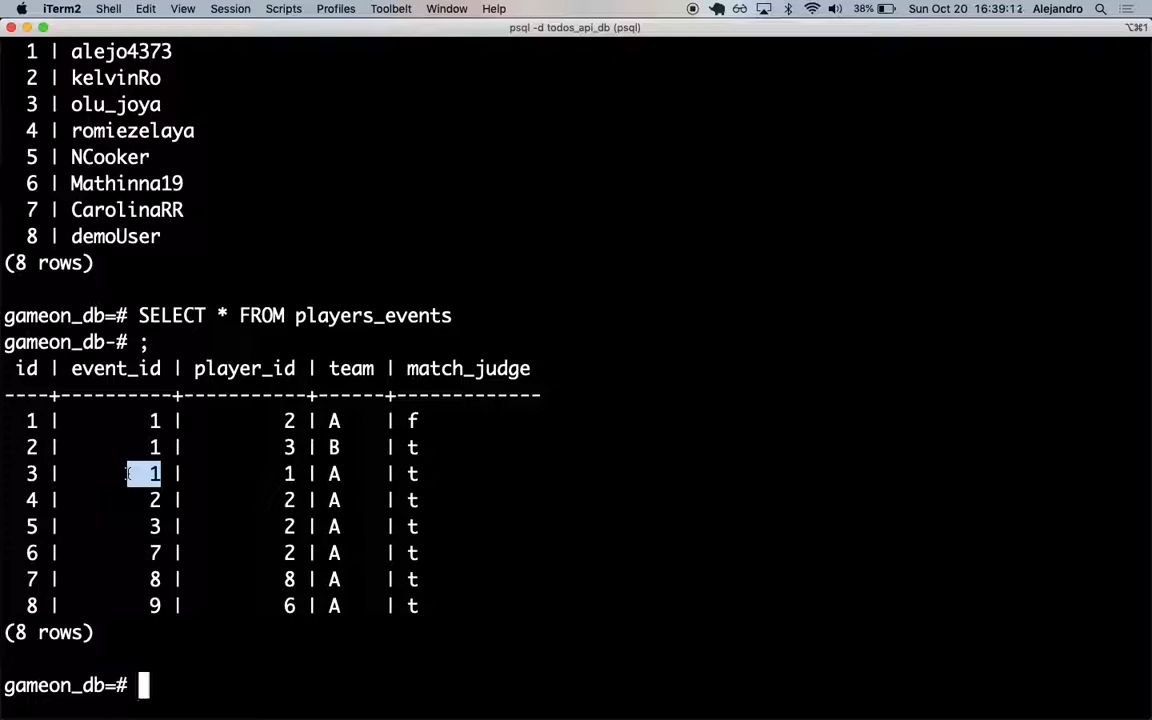 iTerm2 Shell Edit View Session Scripts Profiles Toolbelt Window Help 38% Sun Oct 20 16:39:12 Alejandro
psql -d todos_api_db (psql) ⌥⌘1
1 | alejo4373
2 | kelvinRo
3 | olu_joya
4 | romiezelaya
5 | NCooker
6 | Mathinna19
7 | CarolinaRR
8 | demoUser
(8 rows)
gameon_db=# SELECT * FROM players_events
gameon_db-# ;
id | event_id | player_id | team | match_judge
----+----------+-----------+------+-------------
1 | 1 | 2 | A | f
2 | 1 | 3 | B | t
3 | 1 | 1 | A | t
4 | 2 | 2 | A | t
5 | 3 | 2 | A | t
6 | 7 | 2 | A | t
7 | 8 | 8 | A | t
8 | 9 | 6 | A | t
(8 rows)
gameon_db=#